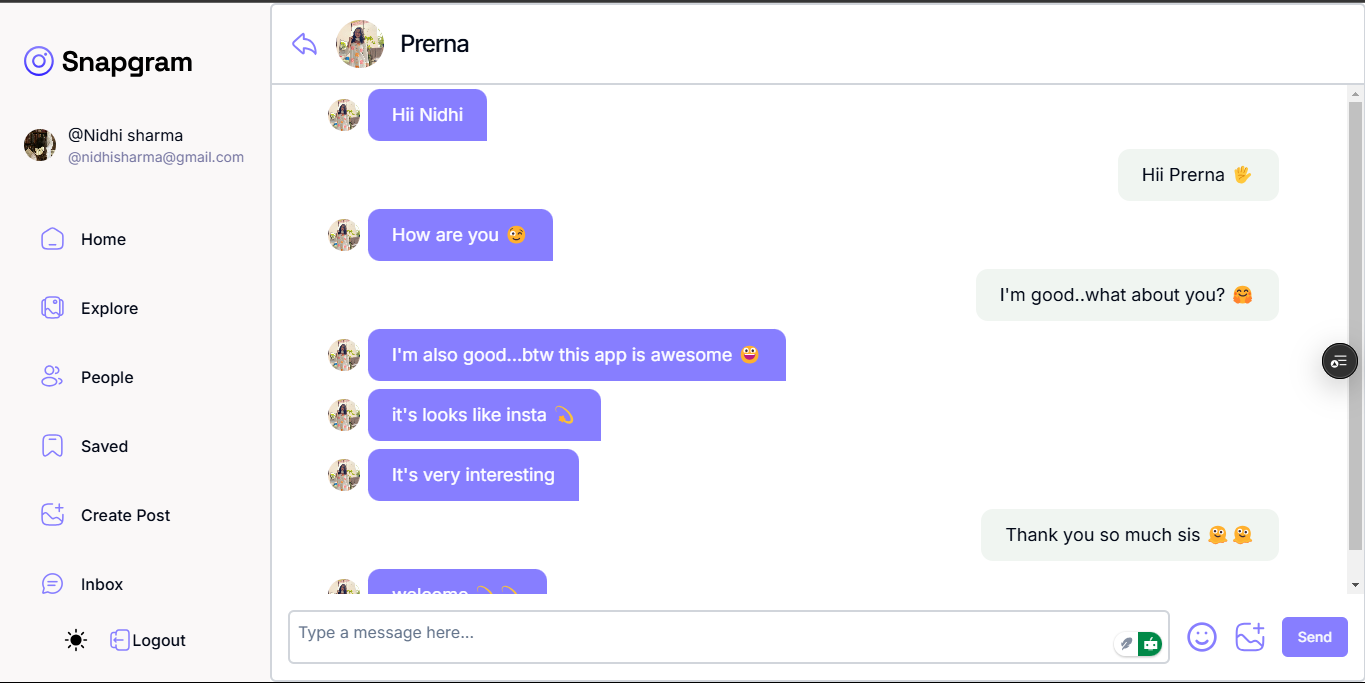 Snapgram
@Nidhi sharma
@nidhisharma@gmail.com
Home
Explore
People
Saved
Create Post
Inbox
Logout
Prerna
Hii Nidhi
Hii Prerna 🖐
How are you 😉
I'm good..what about you? 🤗
I'm also good...btw this app is awesome 😀
it's looks like insta 💫
It's very interesting
Thank you so much sis 🤗🤗
welcome 💫💫
Type a message here...
Send